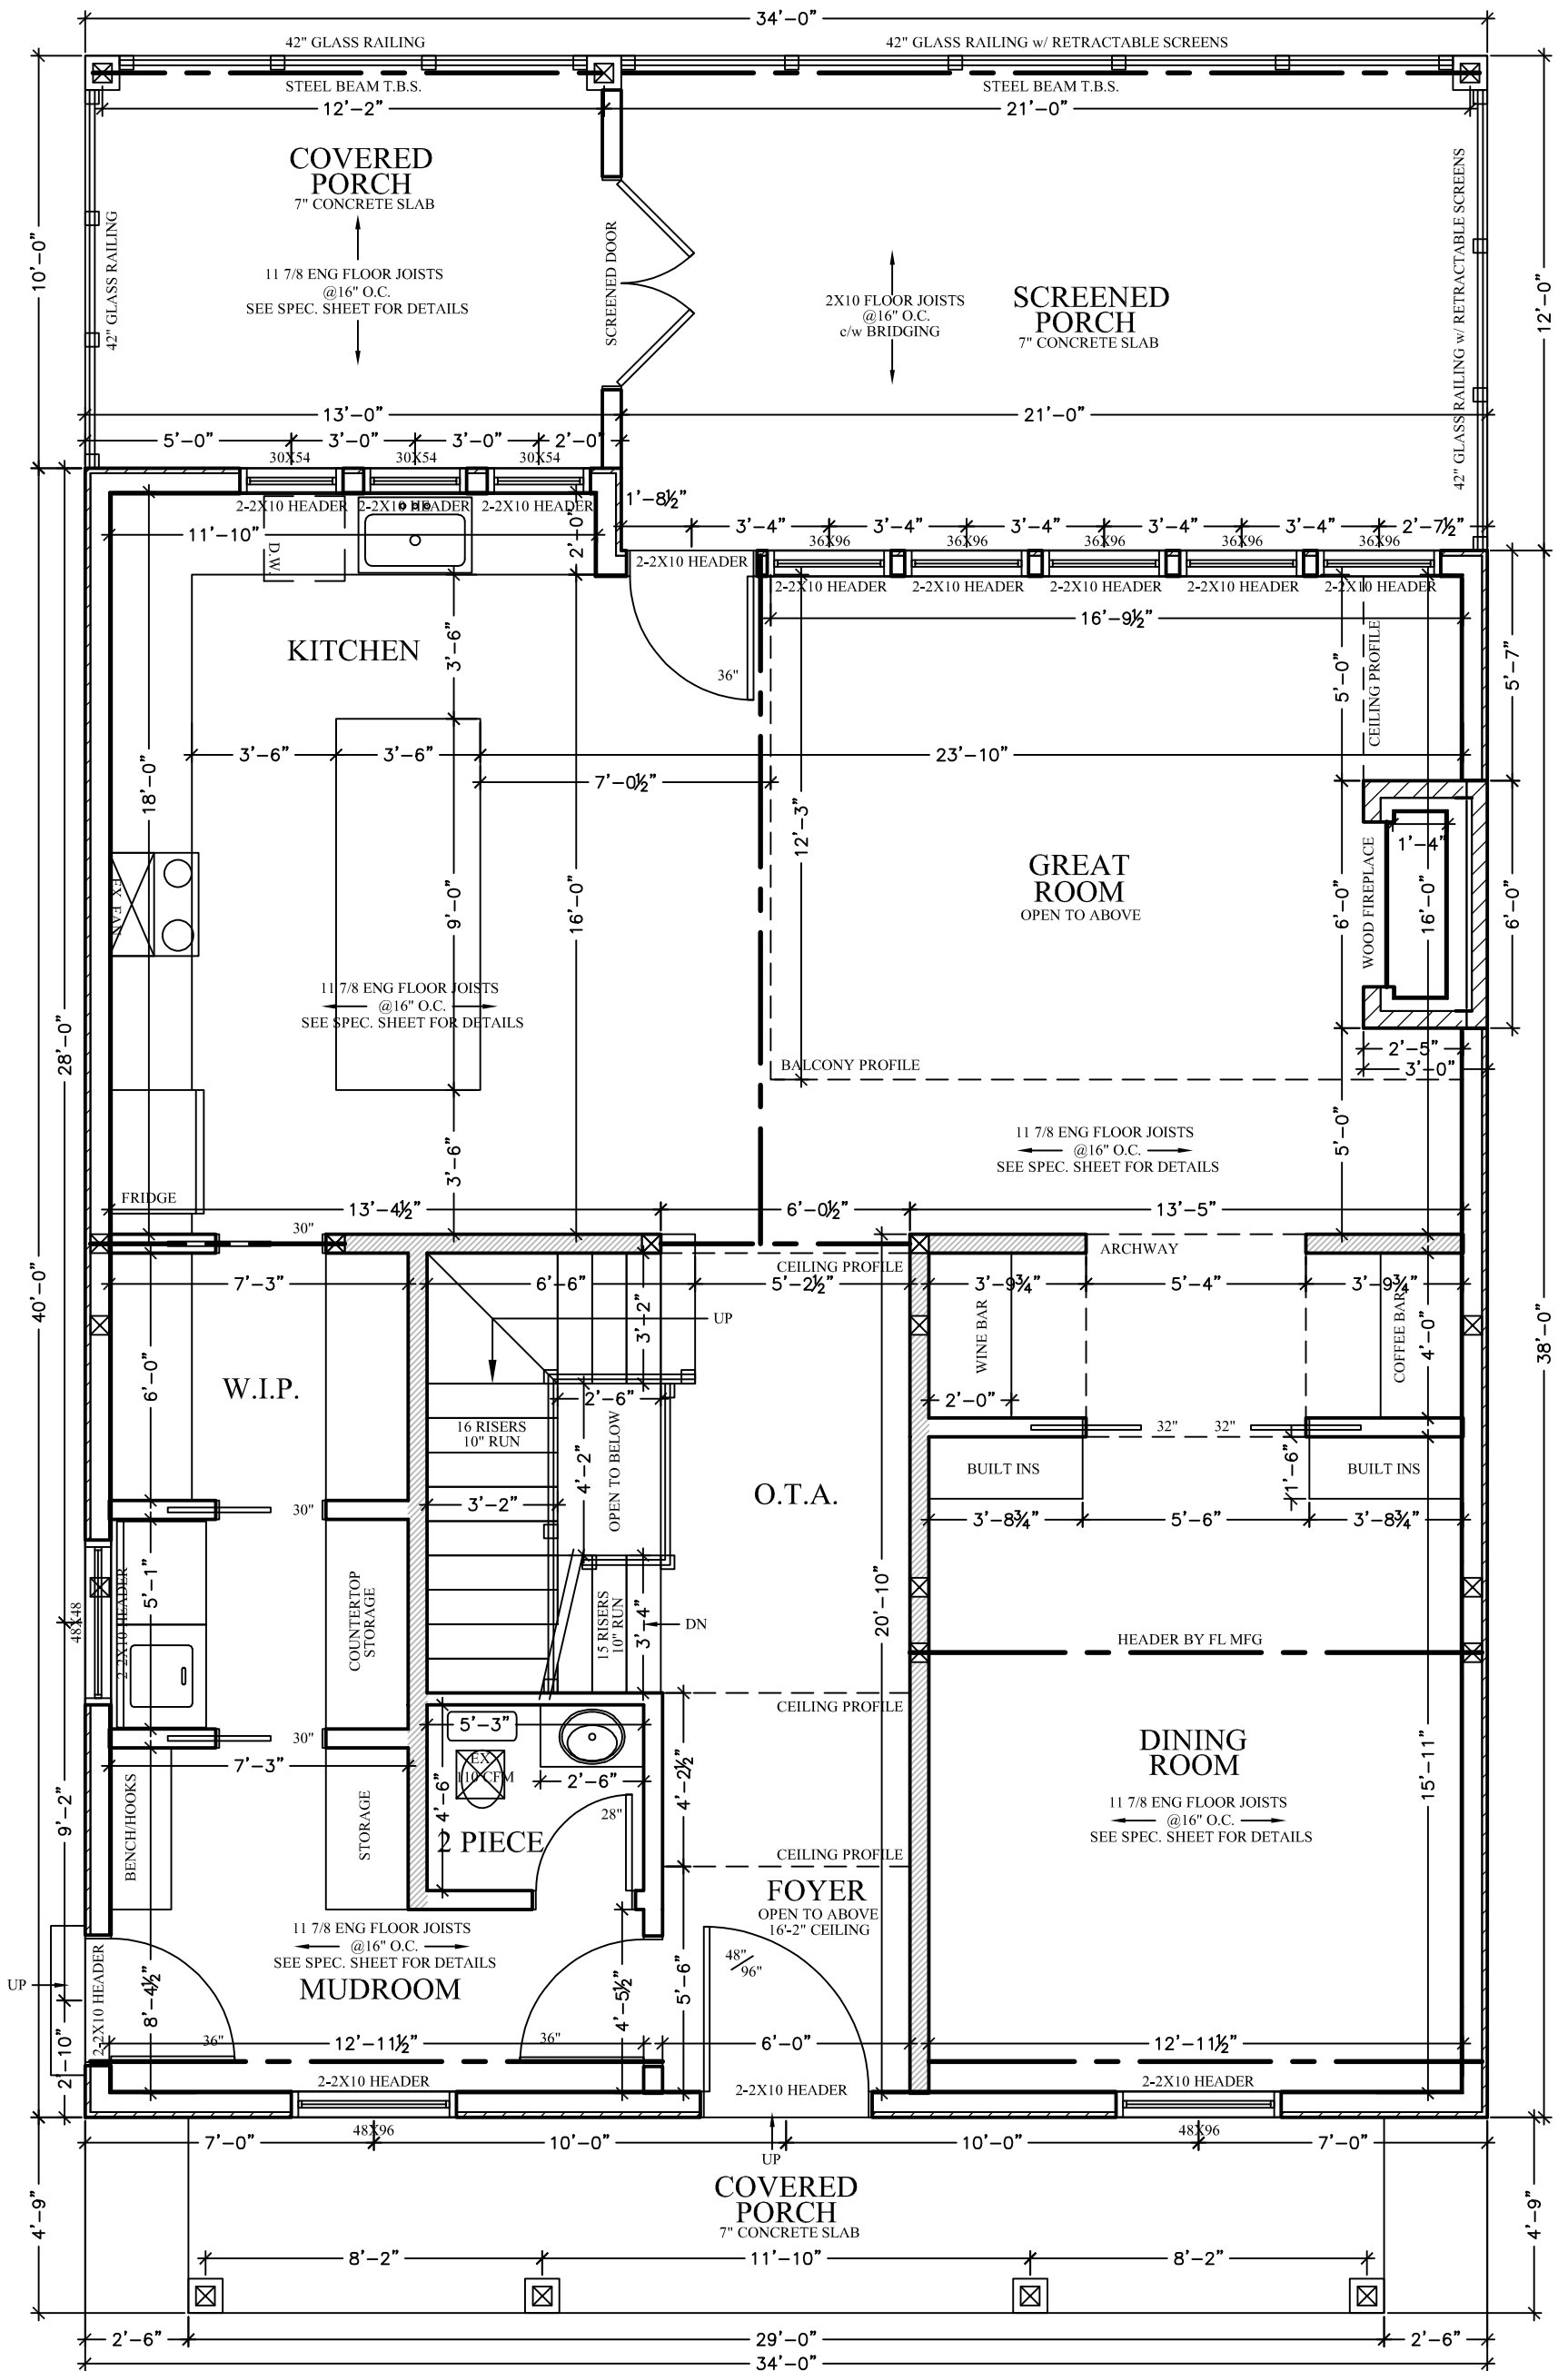 34'-0"
42" GLASS RAILING
42" GLASS RAILING w/ RETRACTABLE SCREENS
STEEL BEAM T.B.S.
STEEL BEAM T.B.S.
12'-2"
21'-0"
COVERED
PORCH
7" CONCRETE SLAB
42" GLASS RAILING
11 7/8 ENG FLOOR JOISTS
@16" O.C.
SEE SPEC. SHEET FOR DETAILS
SCREENED DOOR
2X10 FLOOR JOISTS
@16" O.C.
c/w BRIDGING
SCREENED
PORCH
7" CONCRETE SLAB
42" GLASS RAILING w/ RETRACTABLE SCREENS
10'-0"
12'-0"
13'-0"
21'-0"
5'-0"
3'-0"
3'-0"
2'-0"
30X54
30X54
30X54
2-2X10 HEADER
2-2X10 HEADER
2-2X10 HEADER
1'-8½"
3'-4"
3'-4"
3'-4"
3'-4"
3'-4"
2'-7½"
36X96
36X96
36X96
36X96
36X96
11'-10"
D.W.
2'-0"
2-2X10 HEADER
2-2X10 HEADER
2-2X10 HEADER
2-2X10 HEADER
2-2X10 HEADER
2-2X10 HEADER
16'-9½"
KITCHEN
3'-6"
36"
5'-0"
CEILING PROFILE
5'-7"
3'-6"
3'-6"
23'-10"
7'-0½"
18'-0"
12'-3"
1'-4"
EX. FAN
9'-0"
16'-0"
GREAT
ROOM
OPEN TO ABOVE
6'-0"
WOOD FIREPLACE
16'-0"
6'-0"
11 7/8 ENG FLOOR JOISTS
@16" O.C.
SEE SPEC. SHEET FOR DETAILS
28'-0"
2'-5"
3'-0"
BALCONY PROFILE
3'-6"
11 7/8 ENG FLOOR JOISTS
@16" O.C.
SEE SPEC. SHEET FOR DETAILS
5'-0"
FRIDGE
13'-4½"
6'-0½"
13'-5"
30"
ARCHWAY
CEILING PROFILE
40'-0"
38'-0"
7'-3"
6'-6"
5'-2½"
3'-9¾"
5'-4"
3'-9¾"
3'-2"
UP
WINE BAR
COFFEE BAR
4'-0"
6'-0"
W.I.P.
2'-6"
2'-0"
16 RISERS
10" RUN
OPEN TO BELOW
4'-2"
32"
32"
BUILT INS
1'-6"
BUILT INS
O.T.A.
30"
3'-2"
3'-8¾"
5'-6"
3'-8¾"
48X48
2-2X10 HEADER
5'-1"
COUNTERTOP
STORAGE
15 RISERS
10" RUN
3'-4"
DN
20'-10"
HEADER BY FL MFG
CEILING PROFILE
30"
5'-3"
7'-3"
EX.
110 CFM
2'-6"
4'-6"
4'-2½"
DINING
ROOM
15'-11"
BENCH/HOOKS
STORAGE
28"
2 PIECE
11 7/8 ENG FLOOR JOISTS
@16" O.C.
SEE SPEC. SHEET FOR DETAILS
9'-2"
CEILING PROFILE
FOYER
OPEN TO ABOVE
16'-2" CEILING
11 7/8 ENG FLOOR JOISTS
@16" O.C.
SEE SPEC. SHEET FOR DETAILS
MUDROOM
UP
2-2X10 HEADER
8'-4½"
4'-5½"
5'-6"
48"
96"
2'-10"
36"
12'-11½"
36"
6'-0"
12'-11½"
2-2X10 HEADER
2-2X10 HEADER
2-2X10 HEADER
48X96
48X96
7'-0"
10'-0"
10'-0"
7'-0"
UP
COVERED
PORCH
7" CONCRETE SLAB
4'-9"
4'-9"
8'-2"
11'-10"
8'-2"
2'-6"
29'-0"
2'-6"
34'-0"